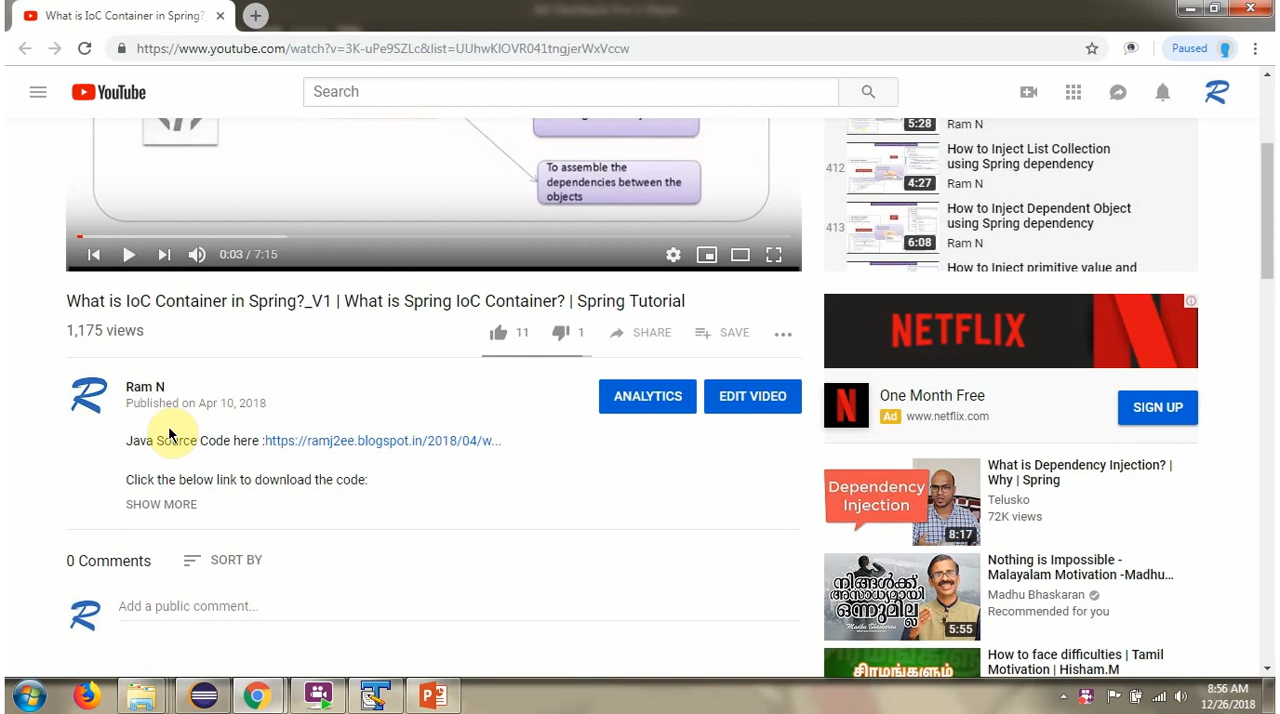 What is IoC Container in Spring?_
https://www.youtube.com/watch?v=3K-uPe9SZLc&list=UUhwKlOVR041tngjerWxVccw
Paused
YouTube
Search
To assemble the
dependencies between the
objects
0:03 / 7:15
What is IoC Container in Spring?_V1 | What is Spring IoC Container? | Spring Tutorial
1,175 views
11
1
SHARE
SAVE
Ram N
Published on Apr 10, 2018
ANALYTICS
EDIT VIDEO
Java Source Code here :https://ramj2ee.blogspot.in/2018/04/w...
Click the below link to download the code:
SHOW MORE
0 Comments
SORT BY
Add a public comment...
5:28
Ram N
412
4:27
How to Inject List Collection
using Spring dependency
Ram N
413
6:08
How to Inject Dependent Object
using Spring dependency
Ram N
How to Inject primitive value and
NETFLIX
One Month Free
Ad www.netflix.com
SIGN UP
Dependency
Injection
8:17
What is Dependency Injection? |
Why | Spring
Telusko
72K views
നിങ്ങൾക്ക്
അസാധ്യമായി
ഒന്നുമില്ല
5:55
Nothing is Impossible -
Malayalam Motivation -Madhu...
Madhu Bhaskaran
Recommended for you
சிரமங்களும்
How to face difficulties | Tamil
Motivation | Hisham.M
8:56 AM
12/26/2018